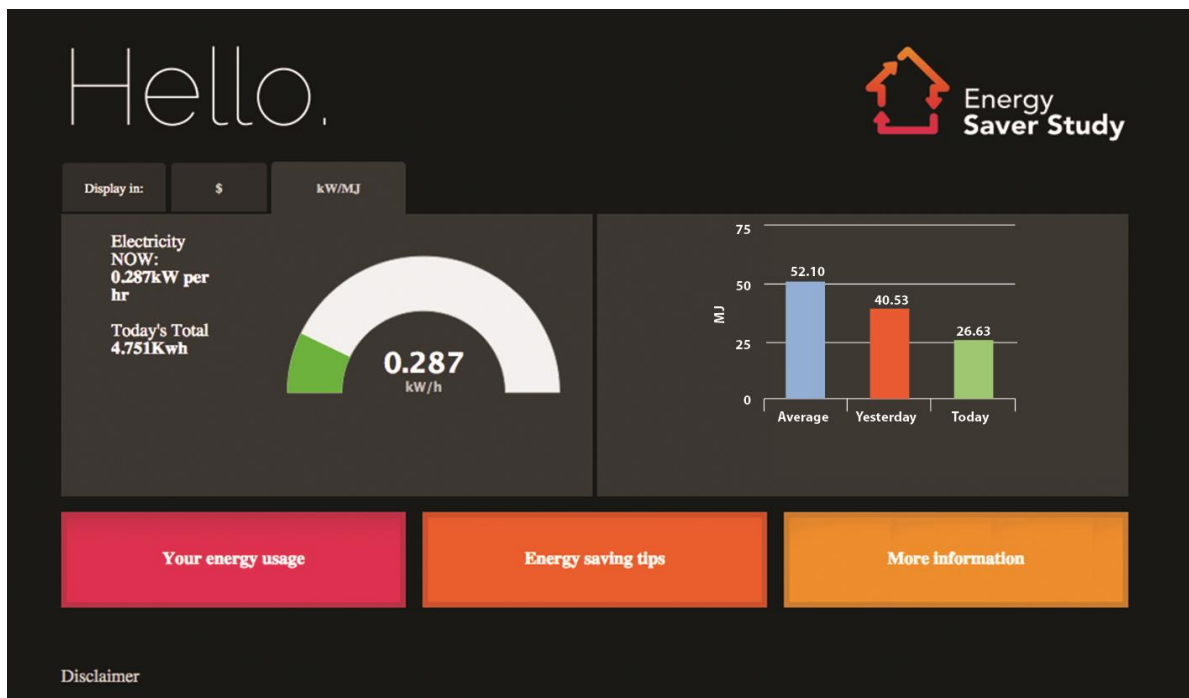 Hello.
Energy
Saver Study
Display in:
$
kW/MJ
Electricity
NOW:
0.287kW per
hr
Today's Total
4.751Kwh
0.287
kW/h
75
50
25
0
MJ
52.10
40.53
26.63
Average
Yesterday
Today
Your energy usage
Energy saving tips
More information
Disclaimer